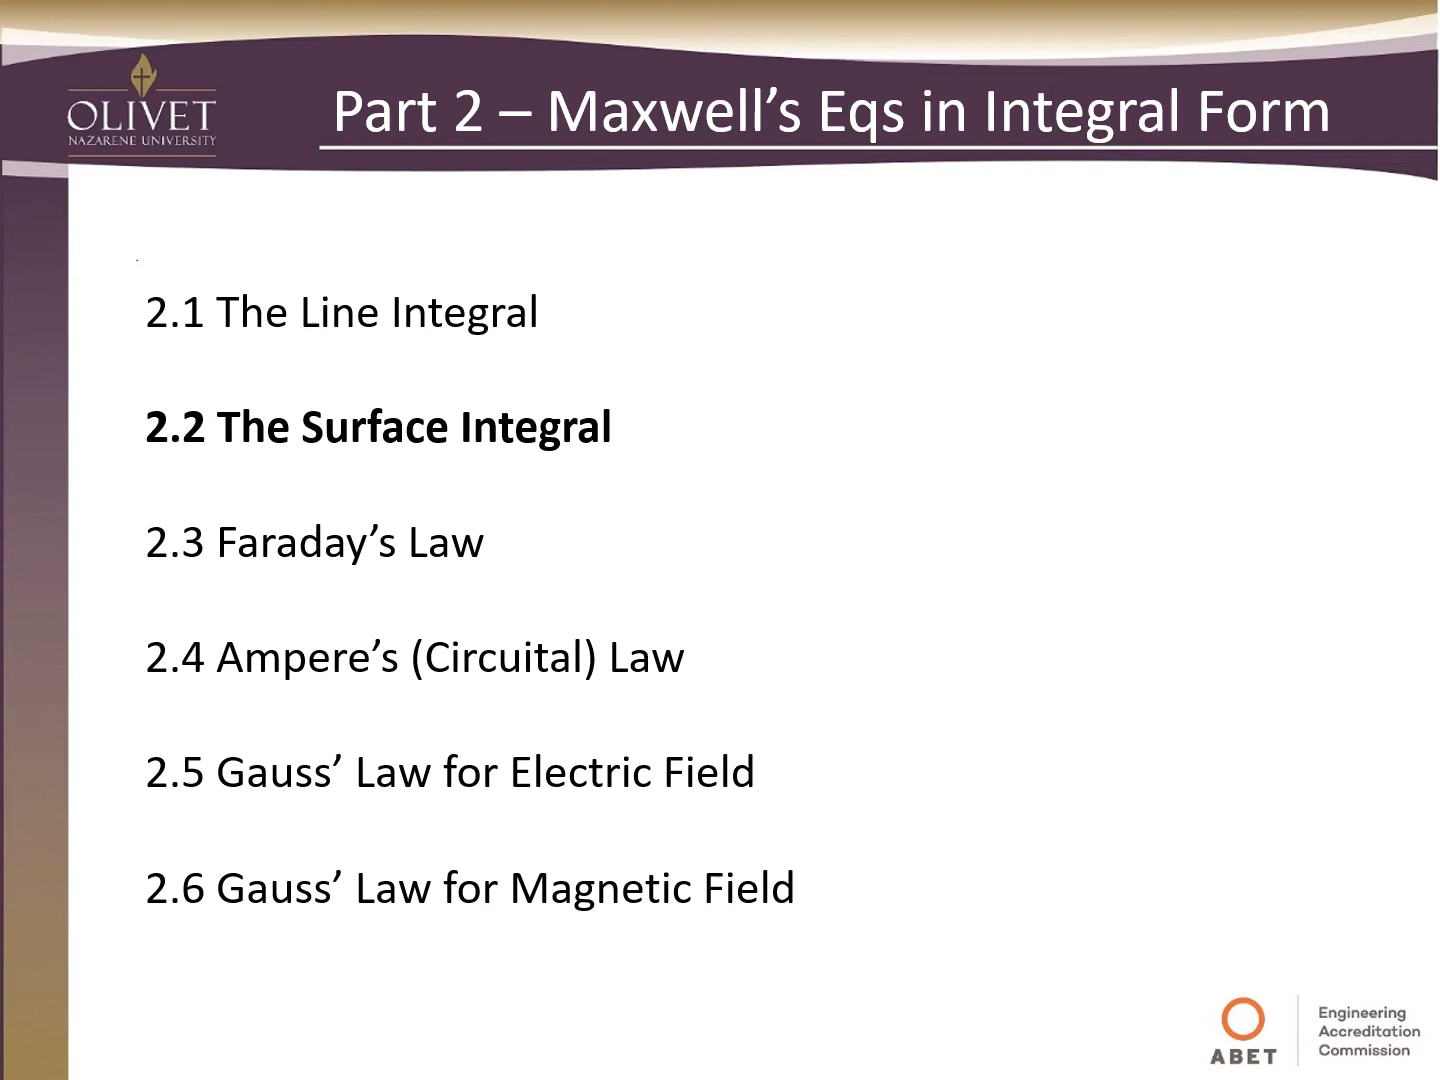 OLIVET
NAZARENE UNIVERSITY
Part 2 – Maxwell’s Eqs in Integral Form
2.1 The Line Integral
2.2 The Surface Integral
2.3 Faraday’s Law
2.4 Ampere’s (Circuital) Law
2.5 Gauss’ Law for Electric Field
2.6 Gauss’ Law for Magnetic Field
ABET
Engineering
Accreditation
Commission